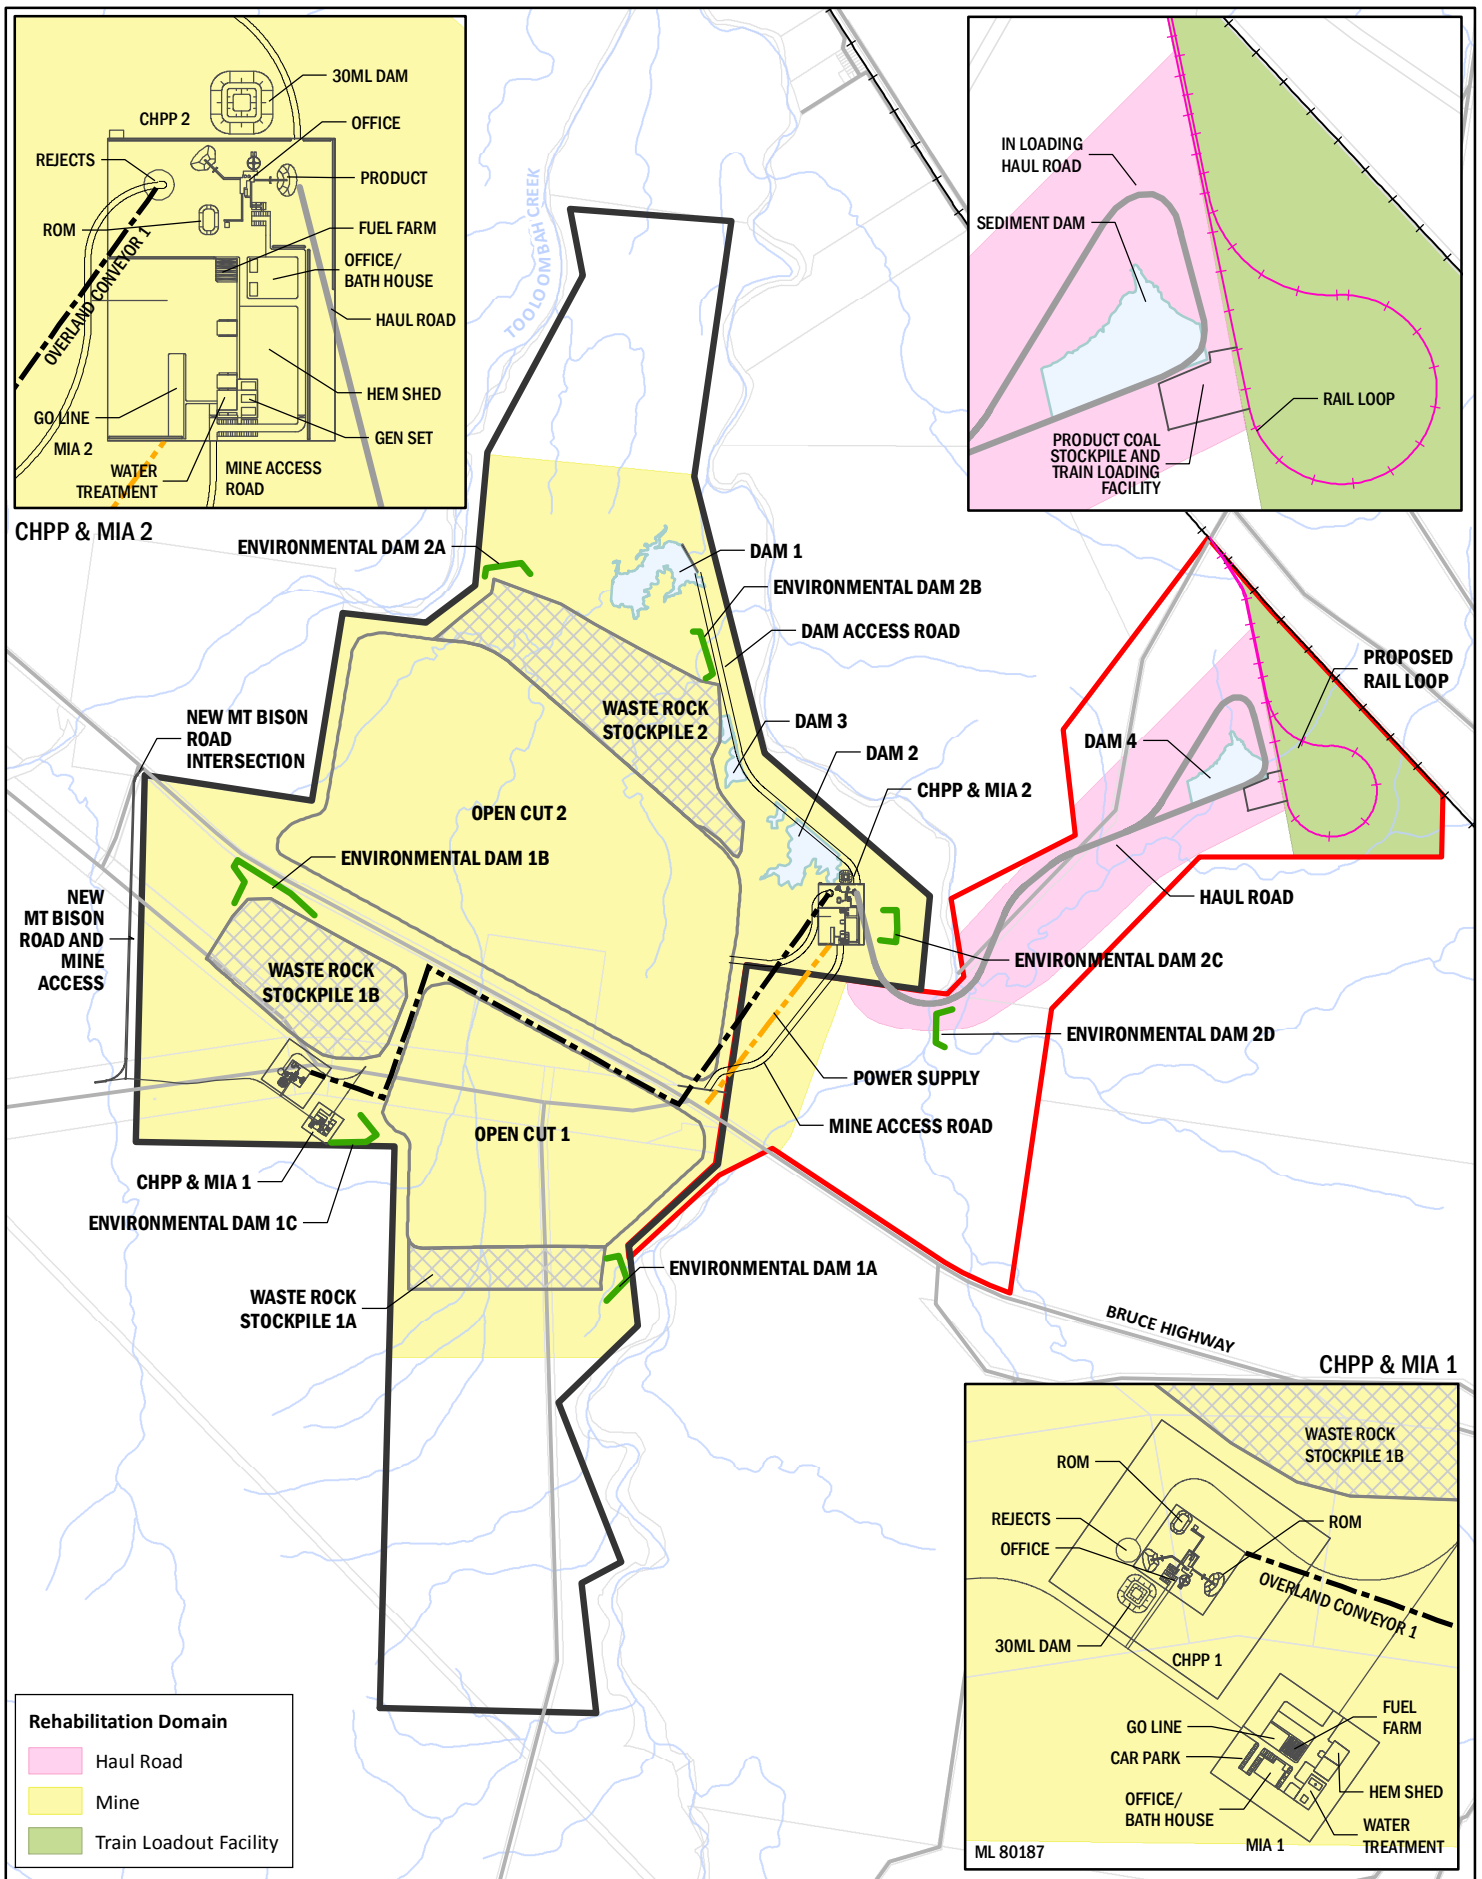 30ML DAM
CHPP 2
OFFICE
REJECTS
PRODUCT
ROM
FUEL FARM
OVERLAND CONVEYOR 1
OFFICE/
BATH HOUSE
HAUL ROAD
HEM SHED
GO LINE
GEN SET
MIA 2
WATER
TREATMENT
MINE ACCESS
ROAD
CHPP & MIA 2
IN LOADING
HAUL ROAD
SEDIMENT DAM
RAIL LOOP
PRODUCT COAL
STOCKPILE AND
TRAIN LOADING
FACILITY
TOOLOOMBAH CREEK
ENVIRONMENTAL DAM 2A
DAM 1
ENVIRONMENTAL DAM 2B
DAM ACCESS ROAD
PROPOSED
RAIL LOOP
NEW MT BISON
ROAD
INTERSECTION
WASTE ROCK
STOCKPILE 2
DAM 3
DAM 4
DAM 2
CHPP & MIA 2
OPEN CUT 2
ENVIRONMENTAL DAM 1B
HAUL ROAD
NEW
MT BISON
ROAD AND
MINE
ACCESS
WASTE ROCK
STOCKPILE 1B
ENVIRONMENTAL DAM 2C
ENVIRONMENTAL DAM 2D
POWER SUPPLY
MINE ACCESS ROAD
OPEN CUT 1
CHPP & MIA 1
ENVIRONMENTAL DAM 1C
ENVIRONMENTAL DAM 1A
WASTE ROCK
STOCKPILE 1A
BRUCE HIGHWAY
CHPP & MIA 1
WASTE ROCK
STOCKPILE 1B
ROM
REJECTS
ROM
OFFICE
OVERLAND CONVEYOR 1
30ML DAM
CHPP 1
FUEL
FARM
GO LINE
CAR PARK
HEM SHED
OFFICE/
BATH HOUSE
WATER
TREATMENT
MIA 1
ML 80187
Rehabilitation Domain
Haul Road
Mine
Train Loadout Facility